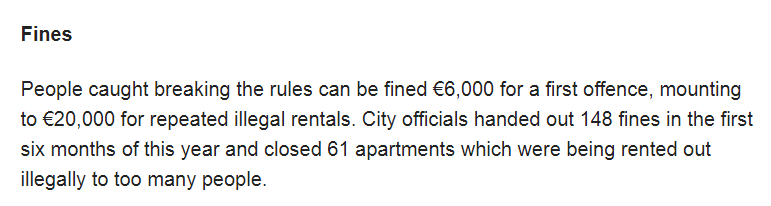 Fines
People caught breaking the rules can be fined €6,000 for a first offence, mounting
to €20,000 for repeated illegal rentals. City officials handed out 148 fines in the first
six months of this year and closed 61 apartments which were being rented out
illegally to too many people.